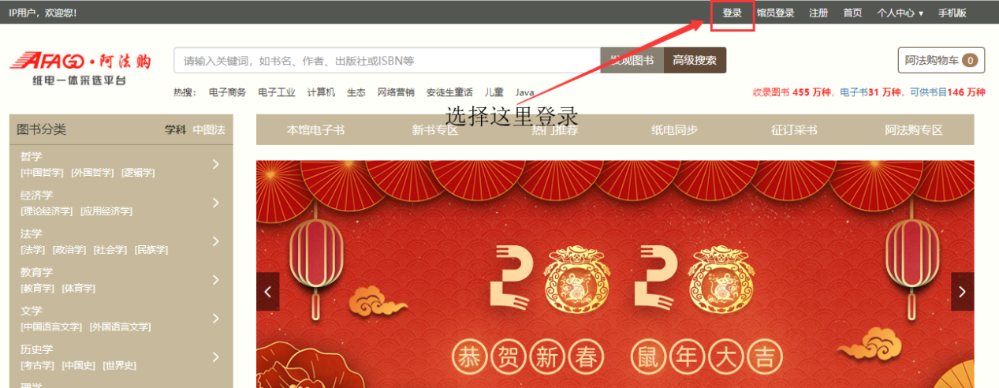 IP用户，欢迎您!
登录 馆员登录 注册 首页 个人中心 ▾ 手机版
AFAGO·阿法购
纸电一体采选平台
请输入关键词，如书名、作者、出版社或ISBN等
发现图书 高级搜索
阿法购物车 0
热搜： 电子商务 电子工业 计算机 生态 网络营销 安徒生童话 儿童 Java
收录图书 455 万种，电子书31 万种，可供书目146 万种
选择这里登录
图书分类 学科 中图法
本馆电子书 新书专区 热门推荐 纸电同步 征订采书 阿法购专区
哲学
[中国哲学] [外国哲学] [逻辑学]
经济学
[理论经济学] [应用经济学]
法学
[法学] [政治学] [社会学] [民族学]
教育学
[教育学] [体育学]
文学
[中国语言文学] [外国语言文学]
历史学
[考古学] [中国史] [世界史]
理学
2020
恭贺新春 鼠年大吉